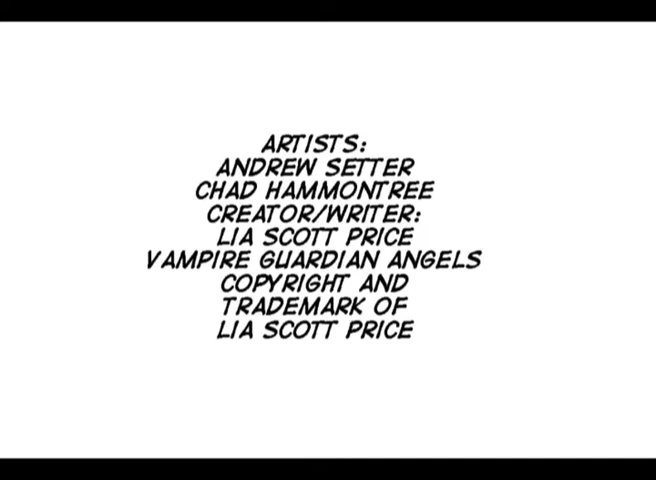 ARTISTS:
ANDREW SETTER
CHAD HAMMONTREE
CREATOR/WRITER:
LIA SCOTT PRICE
VAMPIRE GUARDIAN ANGELS
COPYRIGHT AND
TRADEMARK OF
LIA SCOTT PRICE